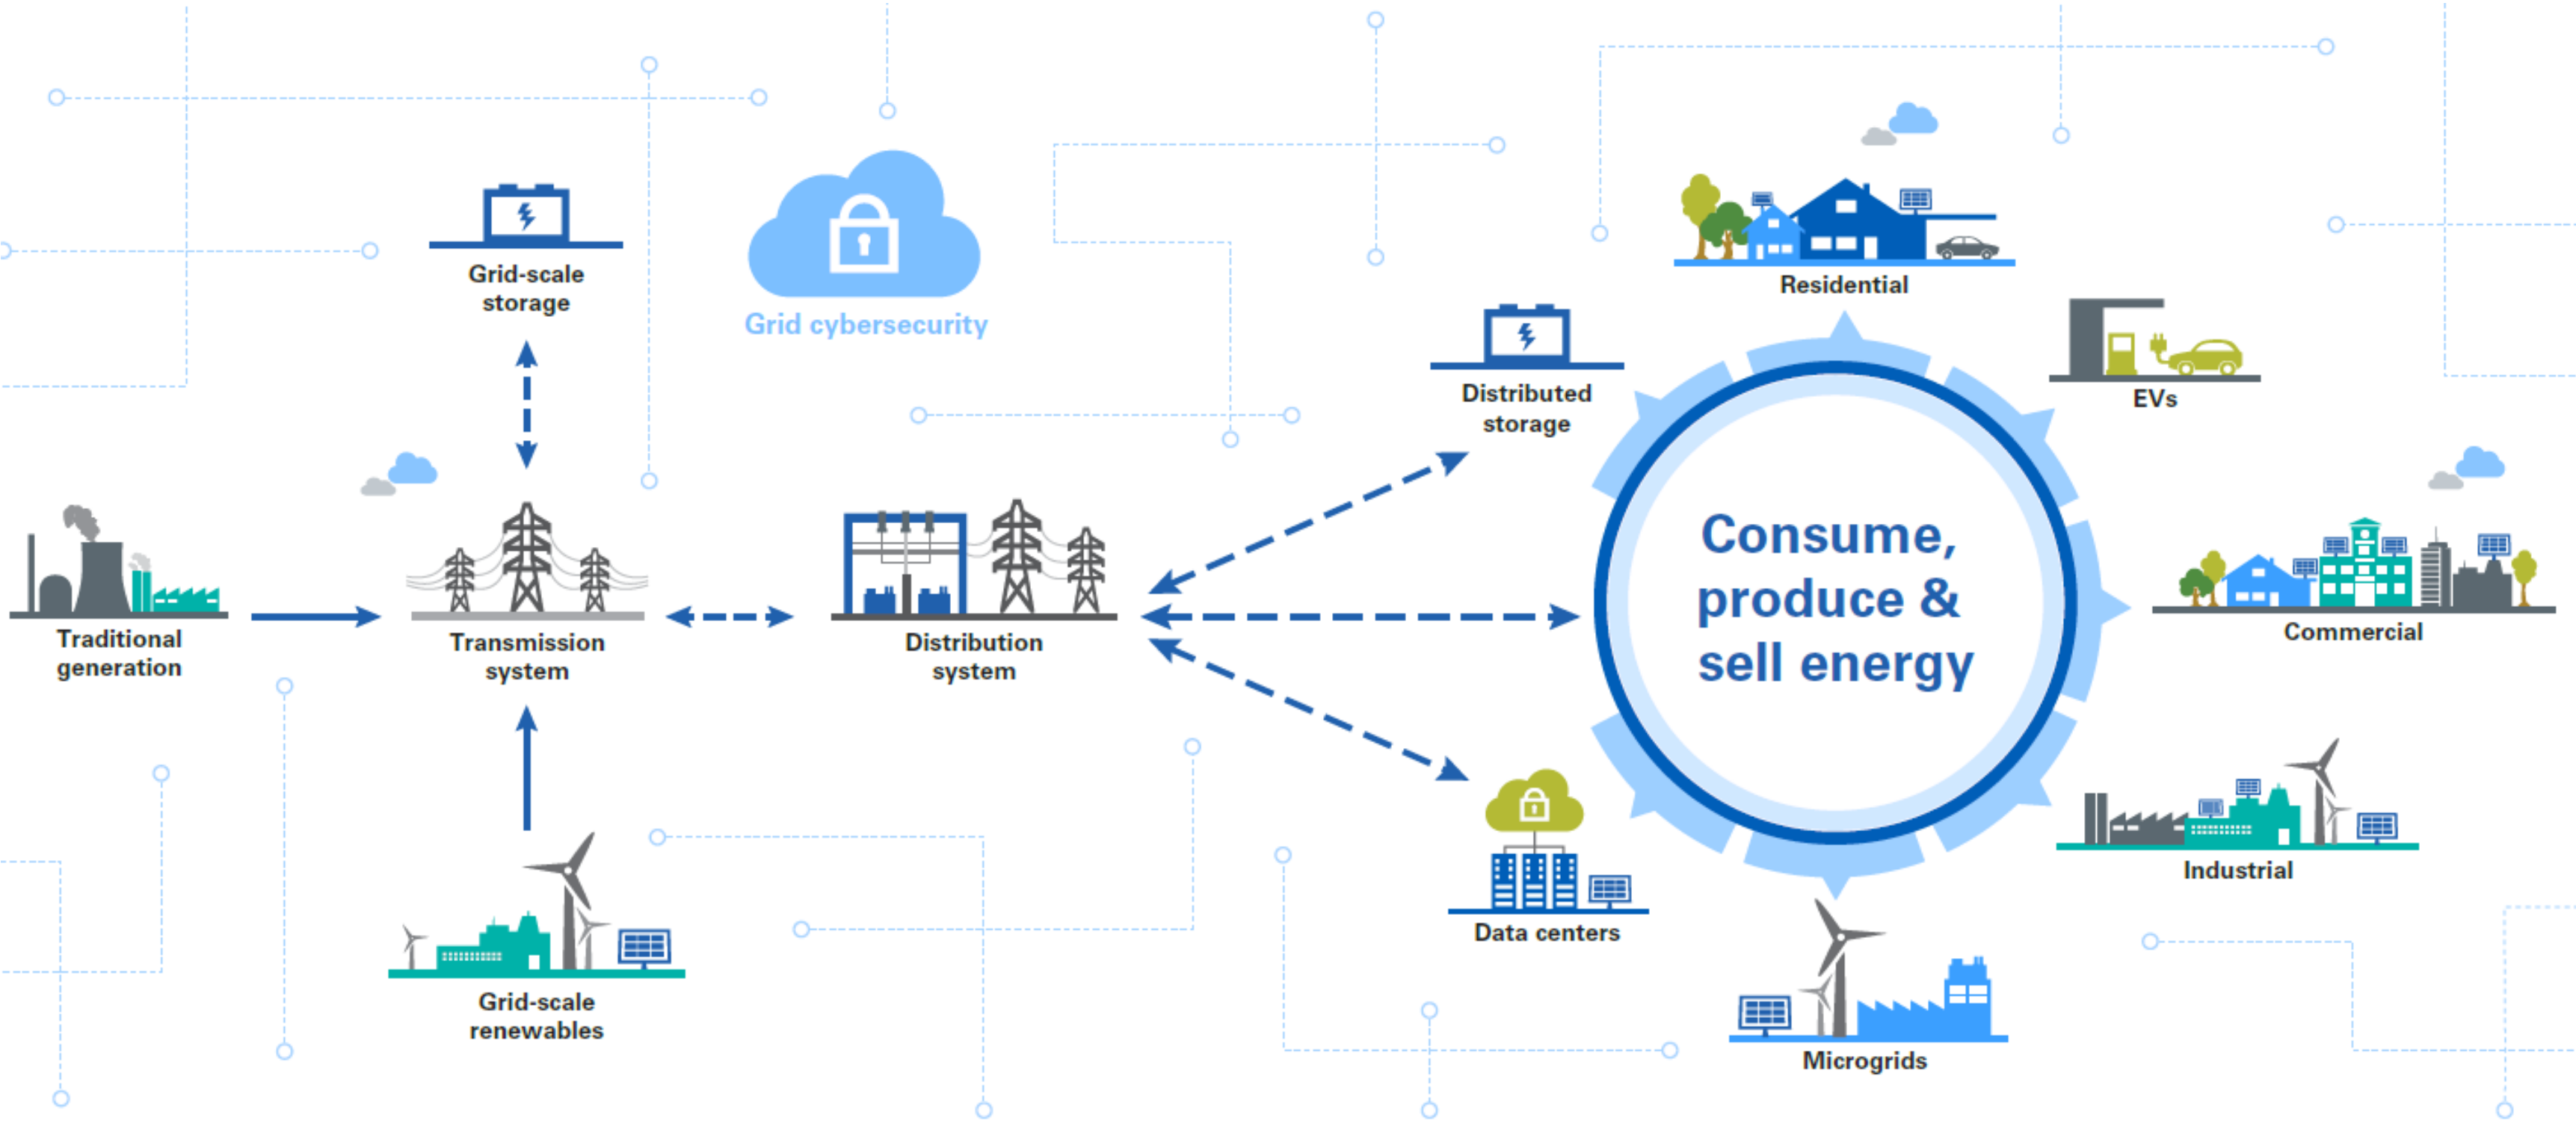 Grid-scale
storage
Grid cybersecurity
Traditional
generation
Transmission
system
Distribution
system
Grid-scale
renewables
Distributed
storage
Residential
EVs
Consume,
produce &
sell energy
Commercial
Industrial
Data centers
Microgrids